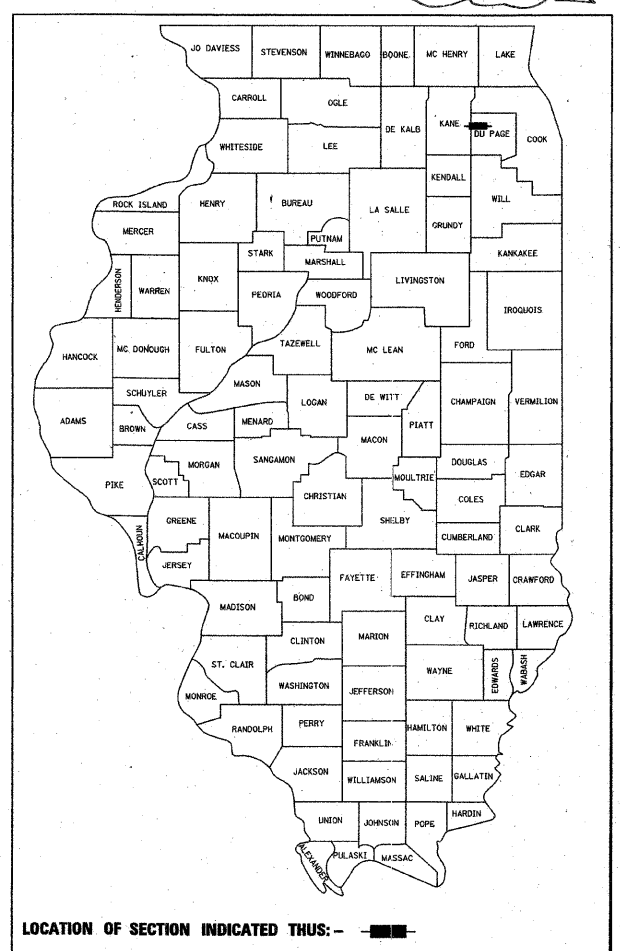 JO DAVIESS STEVENSON WINNEBAGO BOONE MC HENRY LAKE
CARROLL OGLE
DE KALB KANE DU PAGE COOK
WHITESIDE LEE
KENDALL
ROCK ISLAND HENRY BUREAU LA SALLE GRUNDY WILL
MERCER PUTNAM
STARK MARSHALL KANKAKEE
HENDERSON WARREN KNOX PEORIA WOODFORD LIVINGSTON IROQUOIS
HANCOCK MC DONOUGH FULTON TAZEWELL MC LEAN FORD
SCHUYLER MASON
ADAMS BROWN CASS MENARD LOGAN DE WITT PIATT CHAMPAIGN VERMILION
MACON
PIKE SCOTT MORGAN SANGAMON MOULTRIE DOUGLAS EDGAR
CHRISTIAN COLES
CALHOUN GREENE MACOUPIN MONTGOMERY SHELBY CUMBERLAND CLARK
JERSEY FAYETTE EFFINGHAM JASPER CRAWFORD
MADISON BOND
CLAY RICHLAND LAWRENCE
CLINTON MARION
ST. CLAIR WAYNE EDWARDS WABASH
MONROE WASHINGTON JEFFERSON
RANDOLPH PERRY HAMILTON WHITE
FRANKLIN
JACKSON WILLIAMSON SALINE GALLATIN
UNION JOHNSON POPE HARDIN
ALEXANDER PULASKI MASSAC
LOCATION OF SECTION INDICATED THUS: -